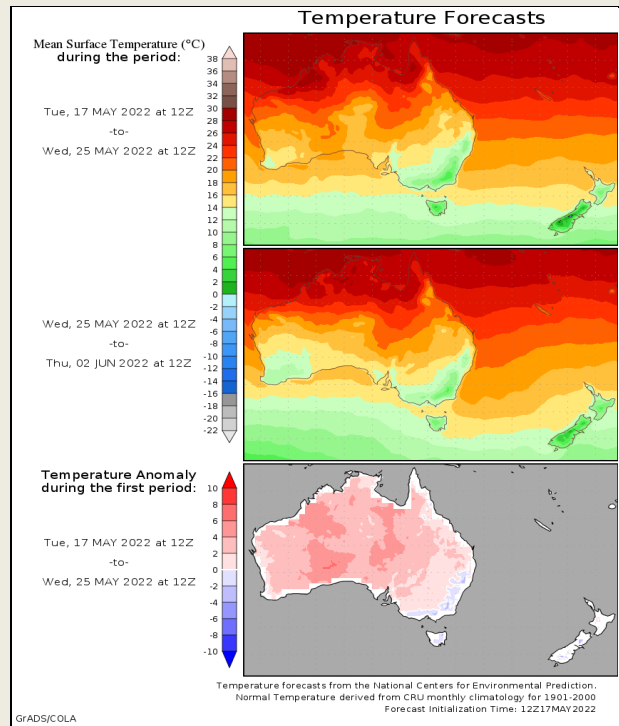 Temperature Forecasts
Mean Surface Temperature (°C)
during the period:
38
36
34
32
30
28
26
24
22
20
18
16
14
12
10
8
6
4
2
0
-2
-4
-6
-8
-10
-12
-14
-16
-17
-18
-20
-22
Tue, 17 MAY 2022 at 12Z
-to-
Wed, 25 MAY 2022 at 12Z
Wed, 25 MAY 2022 at 12Z
-to-
Thu, 02 JUN 2022 at 12Z
Temperature Anomaly
during the first period:
10
8
6
4
2
0
-2
-4
-6
-8
-10
Tue, 17 MAY 2022 at 12Z
-to-
Wed, 25 MAY 2022 at 12Z
Temperature forecasts from the National Centers for Environmental Prediction.
Normal Temperature derived from CRU monthly climatology for 1901-2000
Forecast Initialization Time: 12Z17MAY2022
GrADS/COLA